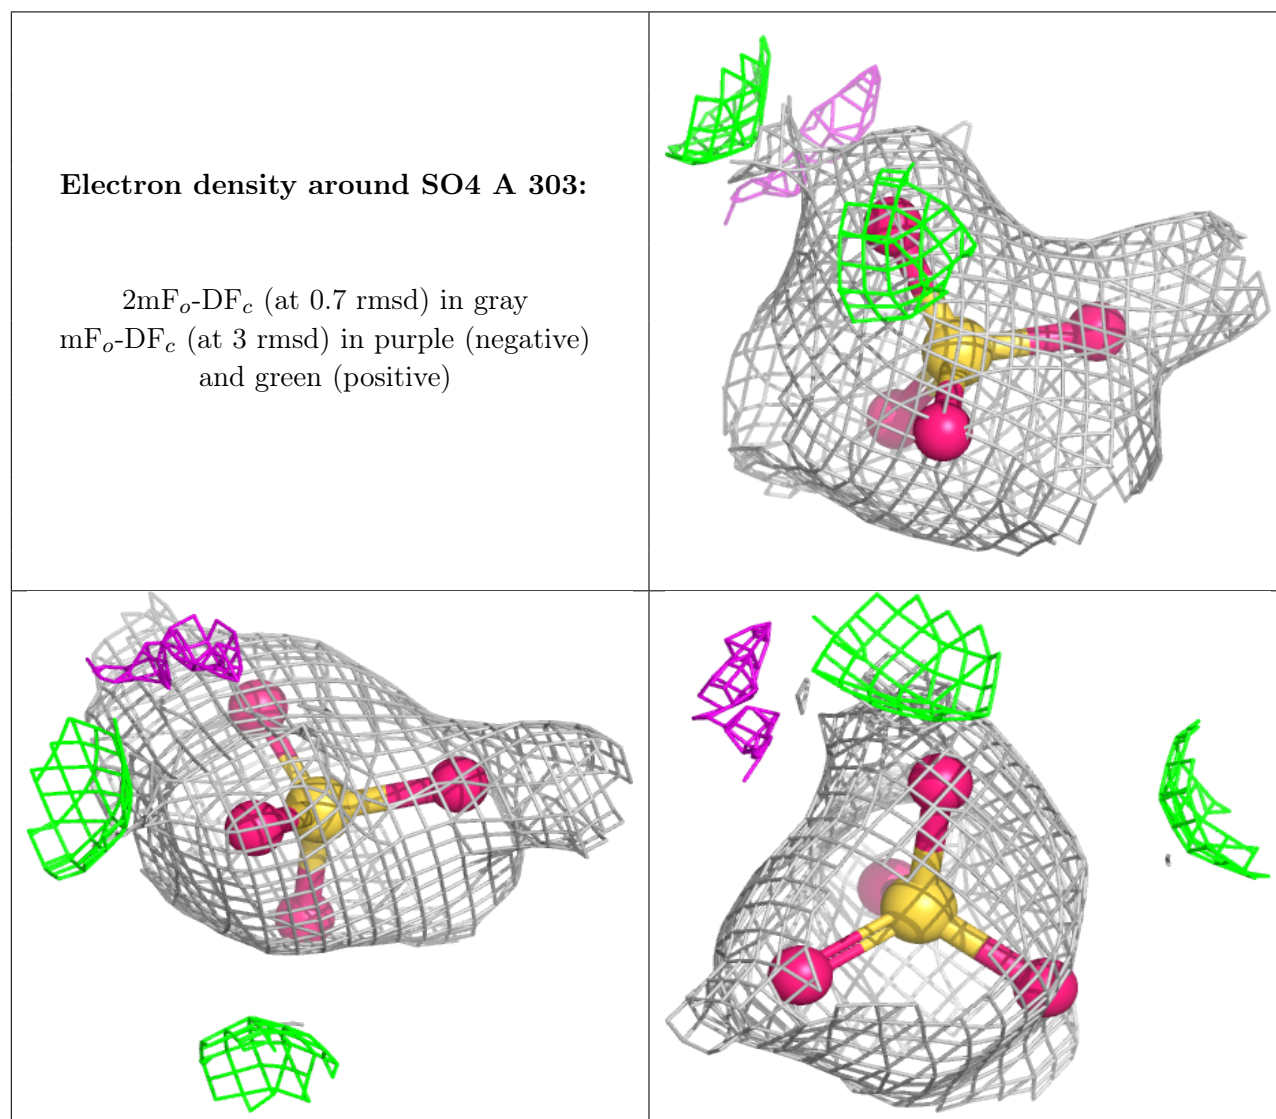 Electron density around SO4 A 303:
2mFo-DFc (at 0.7 rmsd) in gray
mFo-DFc (at 3 rmsd) in purple (negative)
and green (positive)